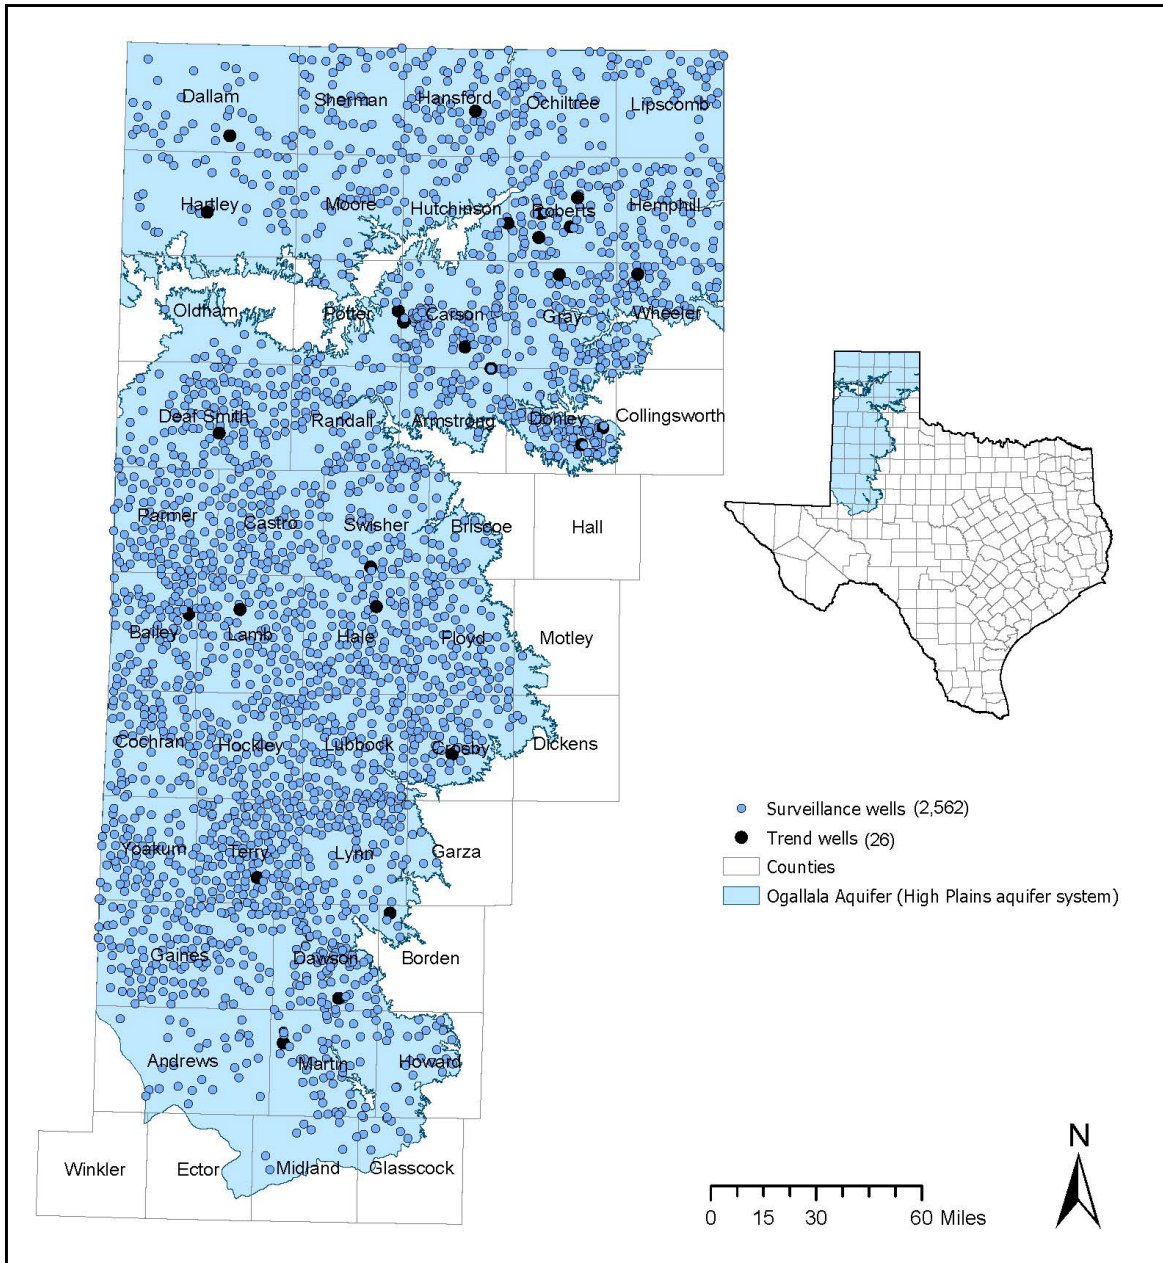 Dallam
Sherman
Hansford
Ochiltree
Lipscomb
Hartley
Moore
Hutchinson
Roberts
Hemphill
Oldham
Potter
Carson
Gray
Wheeler
Deaf Smith
Randall
Armstrong
Donley
Collingsworth
Parmer
Castro
Swisher
Briscoe
Hall
Bailey
Lamb
Hale
Floyd
Motley
Cochran
Hockley
Lubbock
Crosby
Dickens
Yoakum
Terry
Lynn
Garza
Gaines
Dawson
Borden
Andrews
Martin
Howard
Winkler
Ector
Midland
Glasscock
Surveillance wells (2,562)
Trend wells (26)
Counties
Ogallala Aquifer (High Plains aquifer system)
0 15 30 60 Miles
N